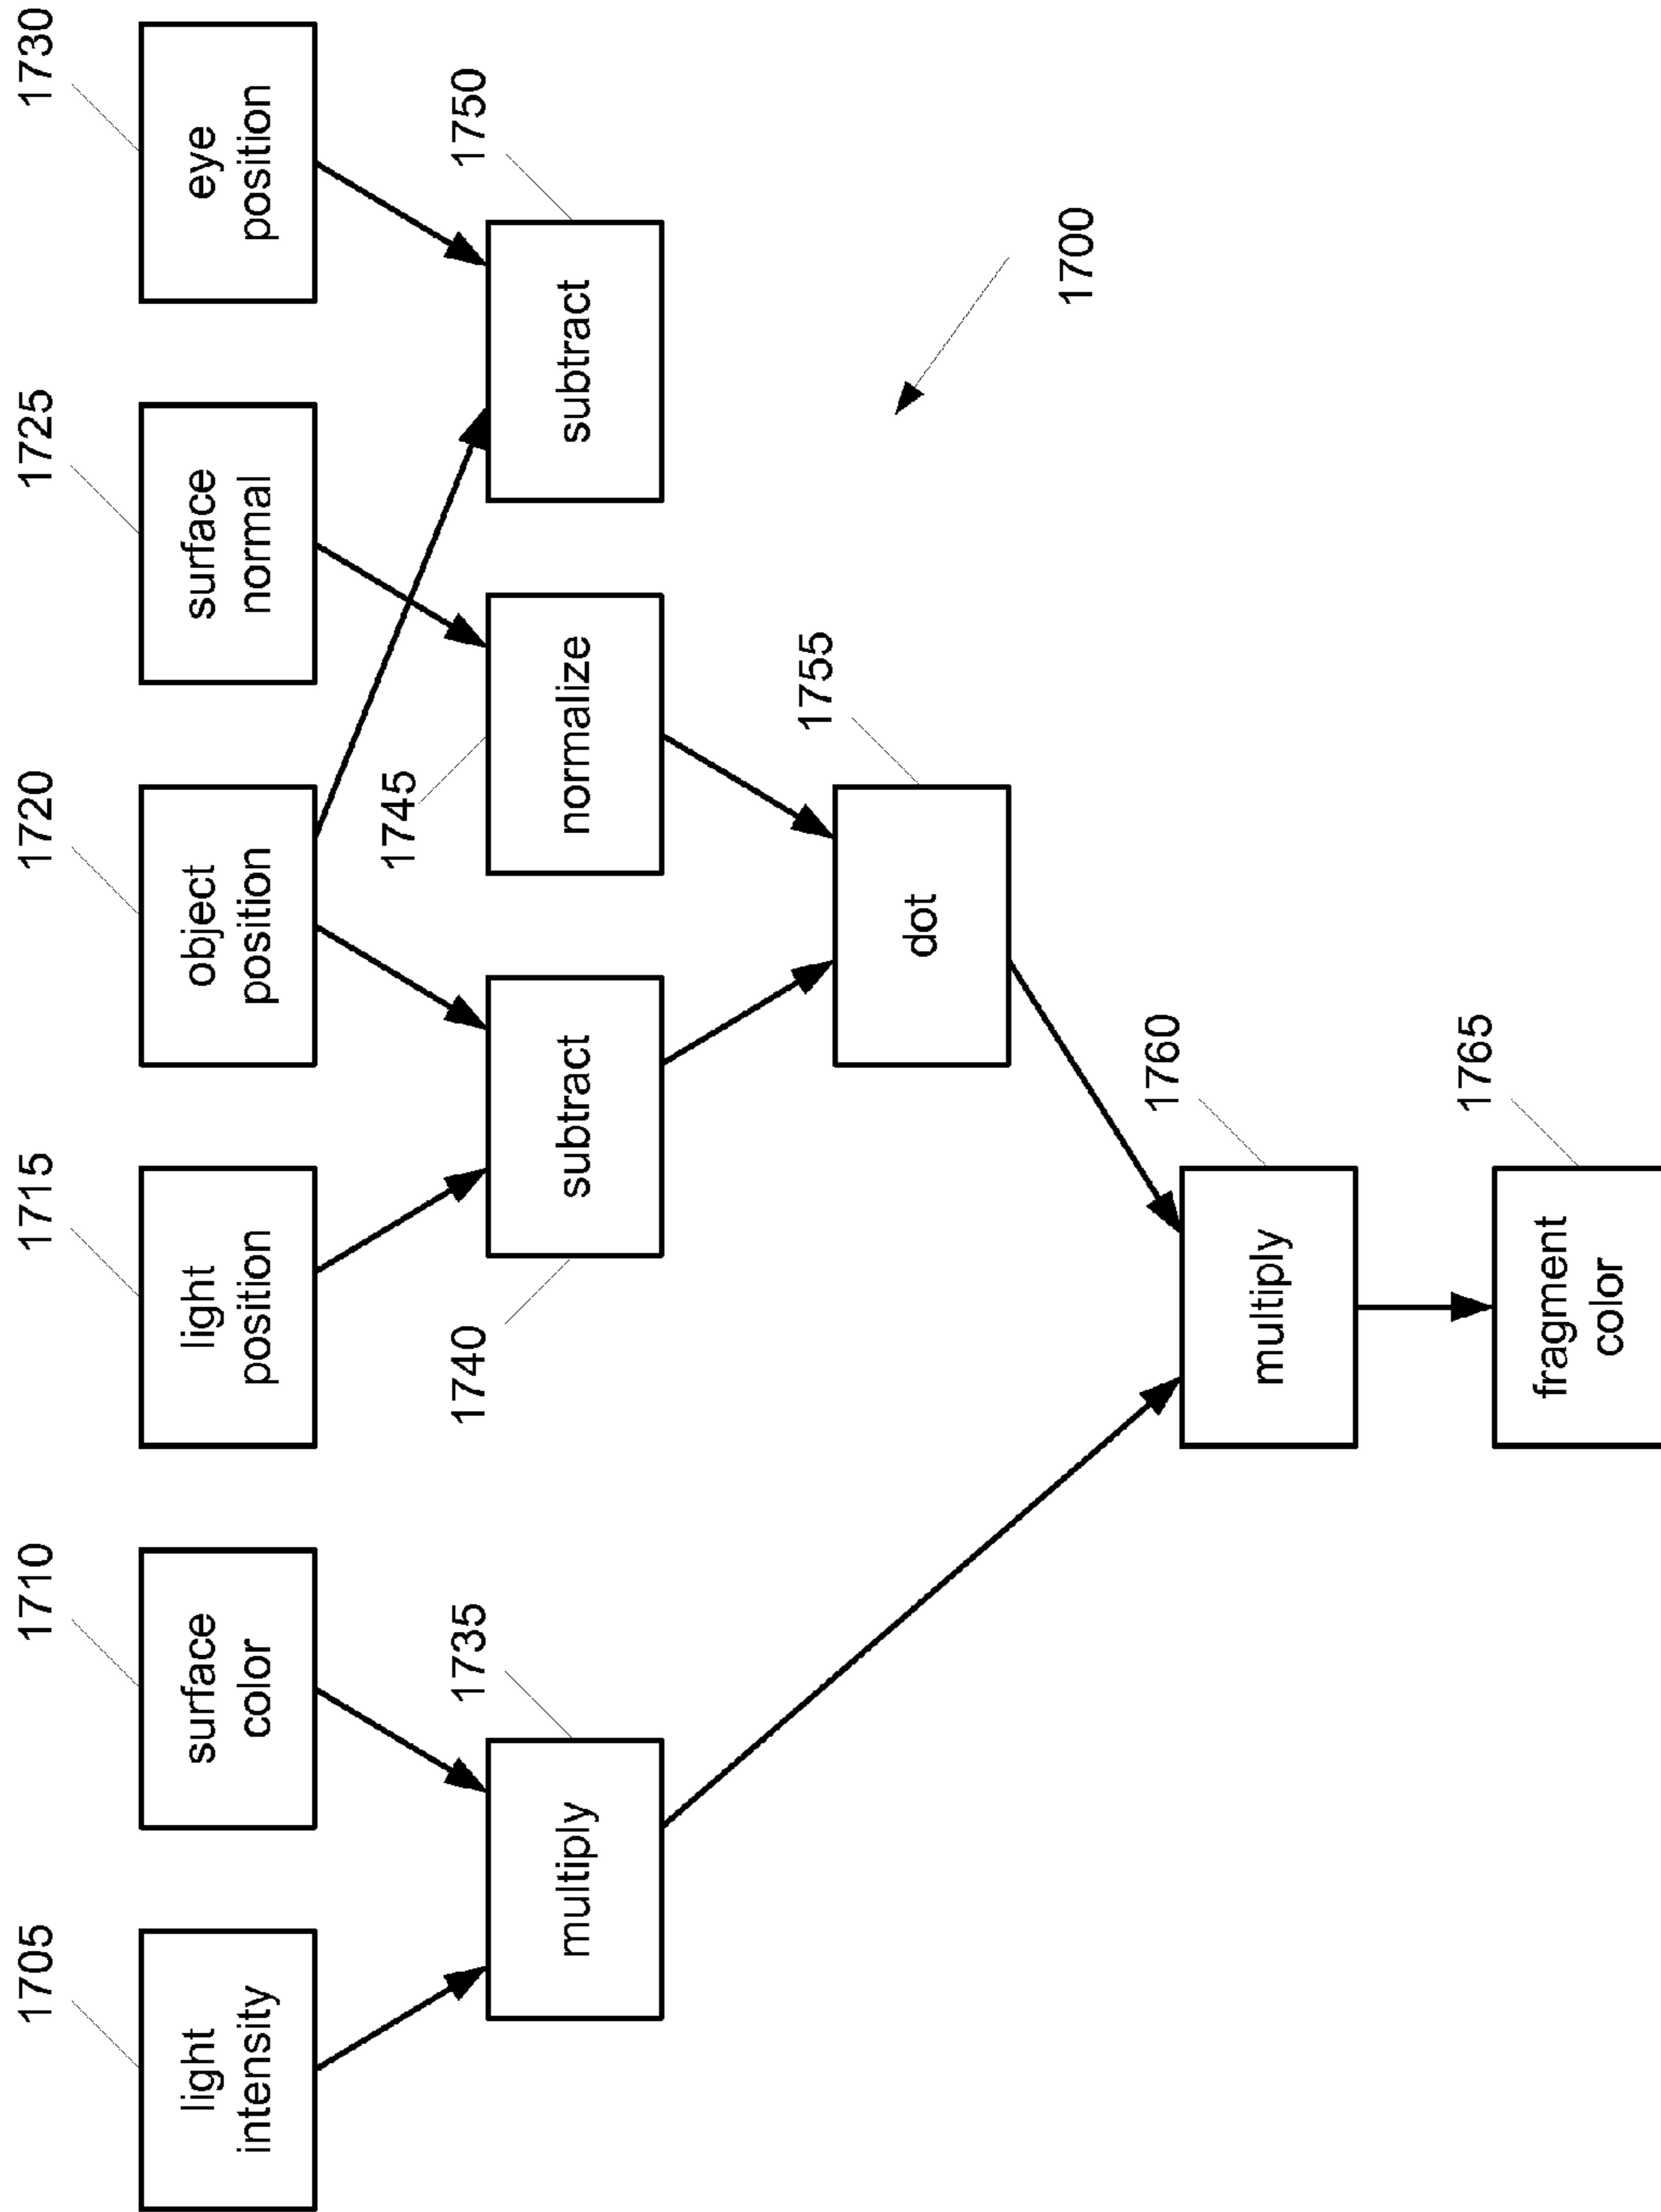 1705
1710
1715
1720
1725
1730
light
intensity
surface
color
light
position
object
position
surface
normal
eye
position
1735
1740
1745
1750
multiply
subtract
normalize
subtract
1755
dot
1700
1760
multiply
1765
fragment
color